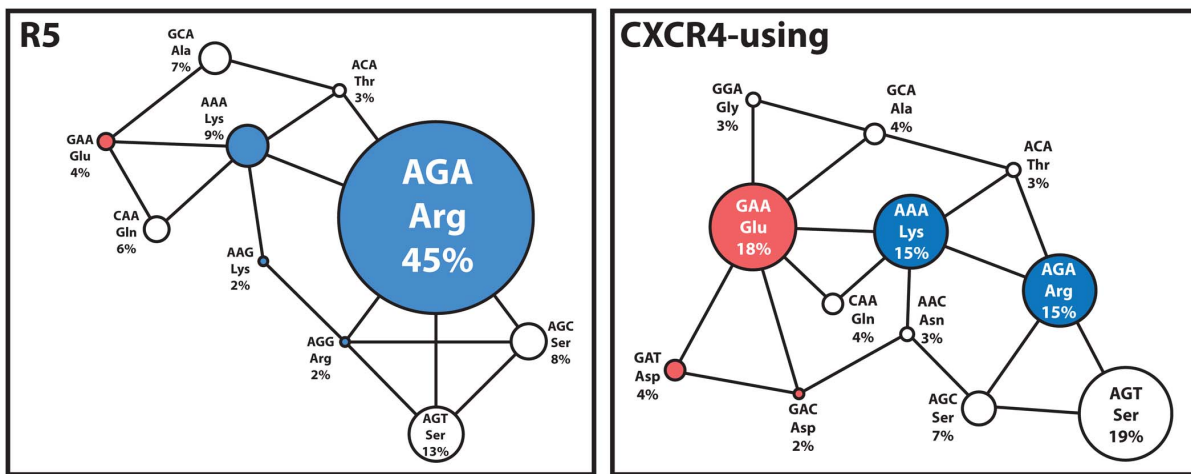 R5
GCA
Ala
7%
ACA
Thr
3%
AAA
Lys
9%
GAA
Glu
4%
AGA
Arg
45%
CAA
Gln
6%
AAG
Lys
2%
AGG
Arg
2%
AGC
Ser
8%
AGT
Ser
13%
CXCR4-using
GGA
Gly
3%
GCA
Ala
4%
ACA
Thr
3%
GAA
Glu
18%
AAA
Lys
15%
AGA
Arg
15%
CAA
Gln
4%
AAC
Asn
3%
GAT
Asp
4%
GAC
Asp
2%
AGC
Ser
7%
AGT
Ser
19%